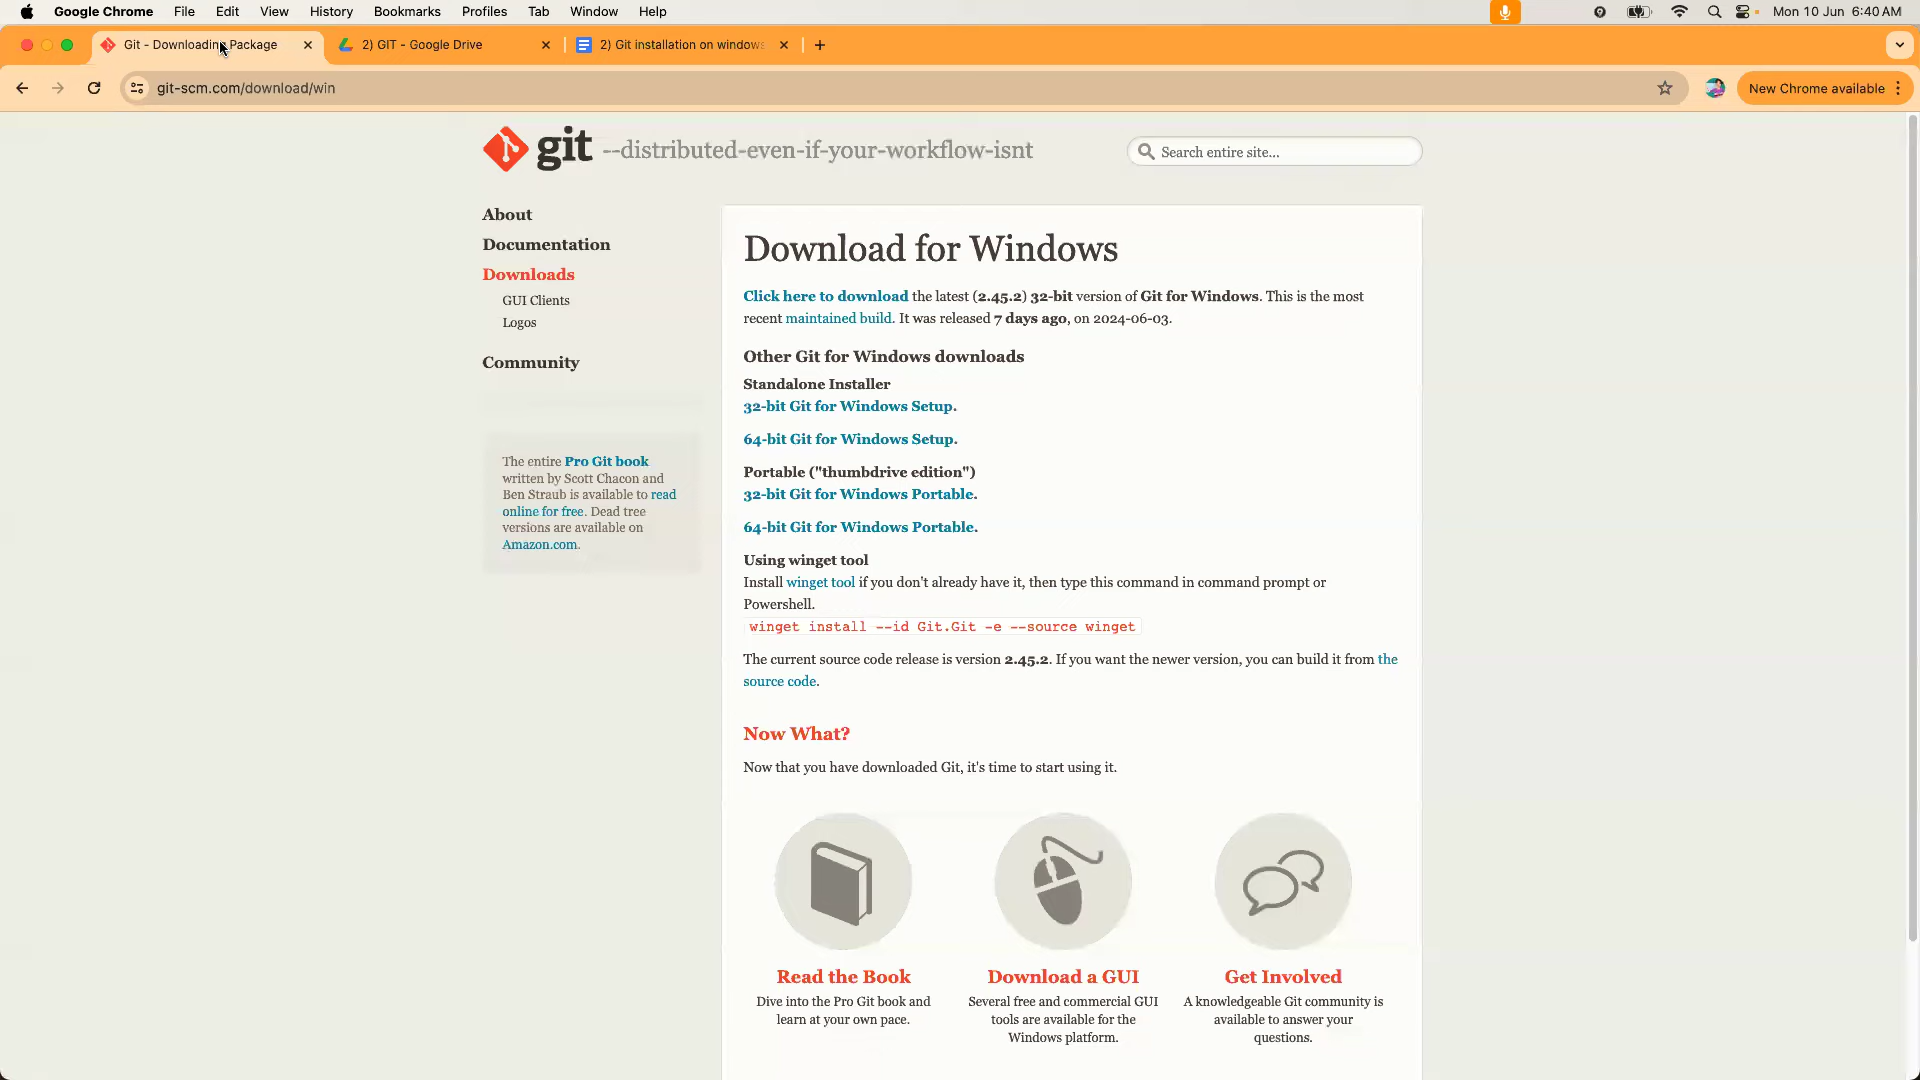 Google Chrome File Edit View History Bookmarks Profiles Tab Window Help Mon 10 Jun 6:40 AM
Git - Downloading Package 2) GIT - Google Drive 2) Git installation on windows
git-scm.com/download/win New Chrome available
git --distributed-even-if-your-workflow-isnt Search entire site...
About
Documentation
Downloads
GUI Clients
Logos
Community
The entire Pro Git book
written by Scott Chacon and
Ben Straub is available to read
online for free. Dead tree
versions are available on
Amazon.com.
Download for Windows
Click here to download the latest (2.45.2) 32-bit version of Git for Windows. This is the most
recent maintained build. It was released 7 days ago, on 2024-06-03.
Other Git for Windows downloads
Standalone Installer
32-bit Git for Windows Setup.
64-bit Git for Windows Setup.
Portable ("thumbdrive edition")
32-bit Git for Windows Portable.
64-bit Git for Windows Portable.
Using winget tool
Install winget tool if you don't already have it, then type this command in command prompt or
Powershell.
winget install --id Git.Git -e --source winget
The current source code release is version 2.45.2. If you want the newer version, you can build it from the
source code.
Now What?
Now that you have downloaded Git, it's time to start using it.
Read the Book
Dive into the Pro Git book and
learn at your own pace.
Download a GUI
Several free and commercial GUI
tools are available for the
Windows platform.
Get Involved
A knowledgeable Git community is
available to answer your
questions.